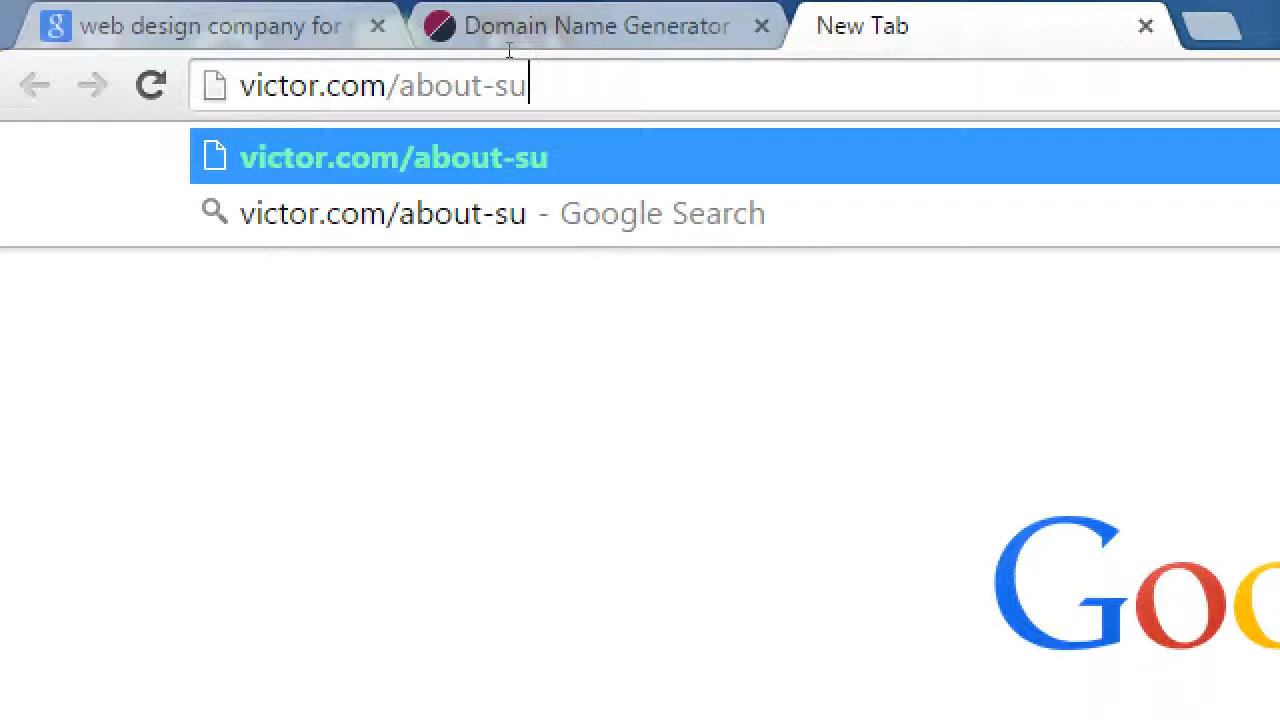 web design company for
Domain Name Generator
New Tab
victor.com/about-su
victor.com/about-su
victor.com/about-su - Google Search
Goo